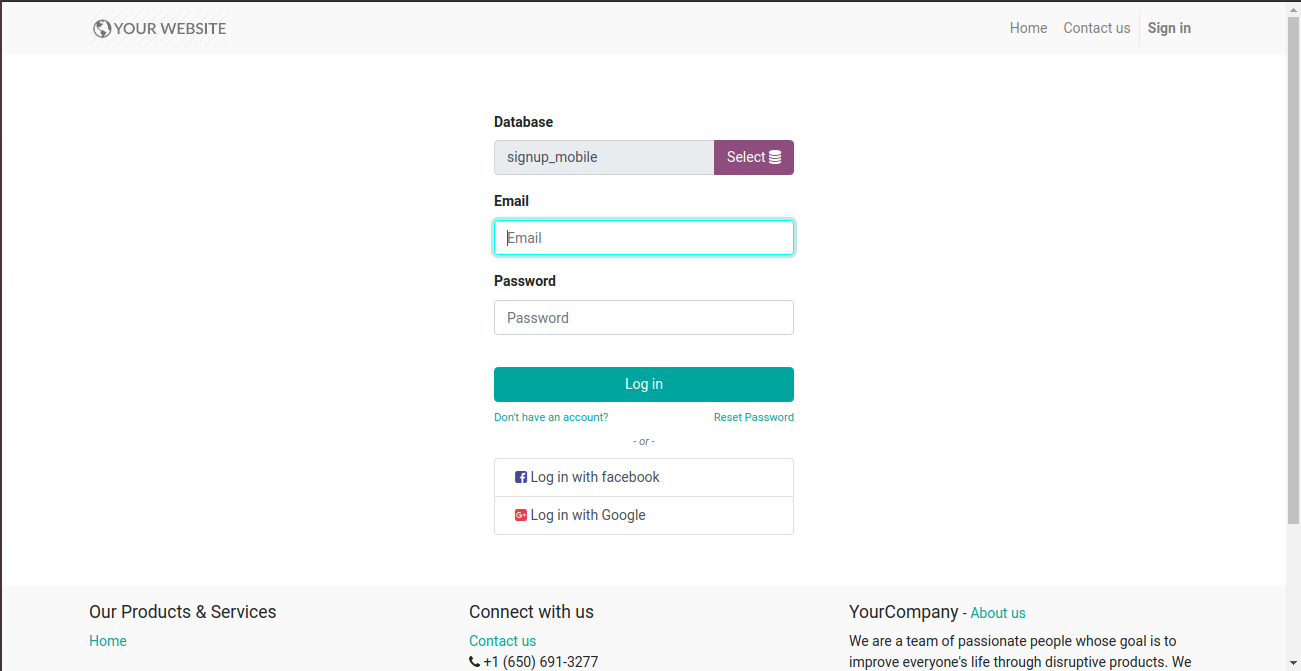 YOUR WEBSITE
Home Contact us Sign in
Database
signup_mobile Select
Email
Email
Password
Password
Log in
Don't have an account? Reset Password
- or -
Log in with facebook
Log in with Google
Our Products & Services
Home
Connect with us
Contact us
+1 (650) 691-3277
YourCompany - About us
We are a team of passionate people whose goal is to
improve everyone's life through disruptive products. We